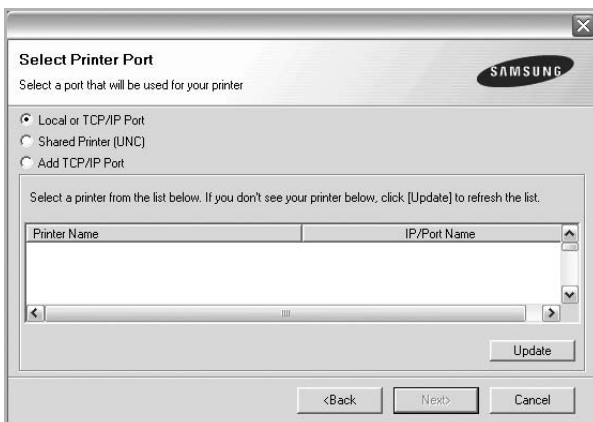 Select Printer Port
Select a port that will be used for your printer
SAMSUNG
Local or TCP/IP Port
Shared Printer (UNC)
Add TCP/IP Port
Select a printer from the list below. If you don't see your printer below, click [Update] to refresh the list.
Printer Name IP/Port Name
Update
<Back Next> Cancel